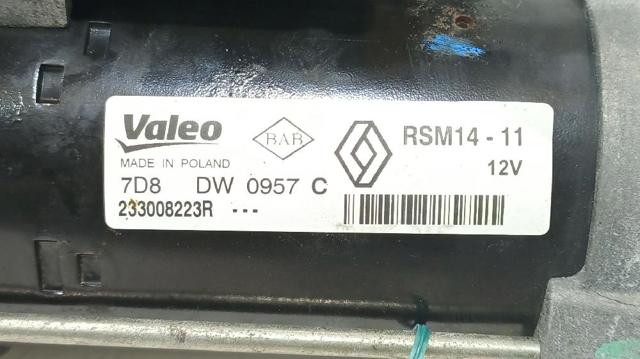 Valeo BAB RSM14 - 11
MADE IN POLAND 12V
7D8 DW 0957 C
233008223R ---